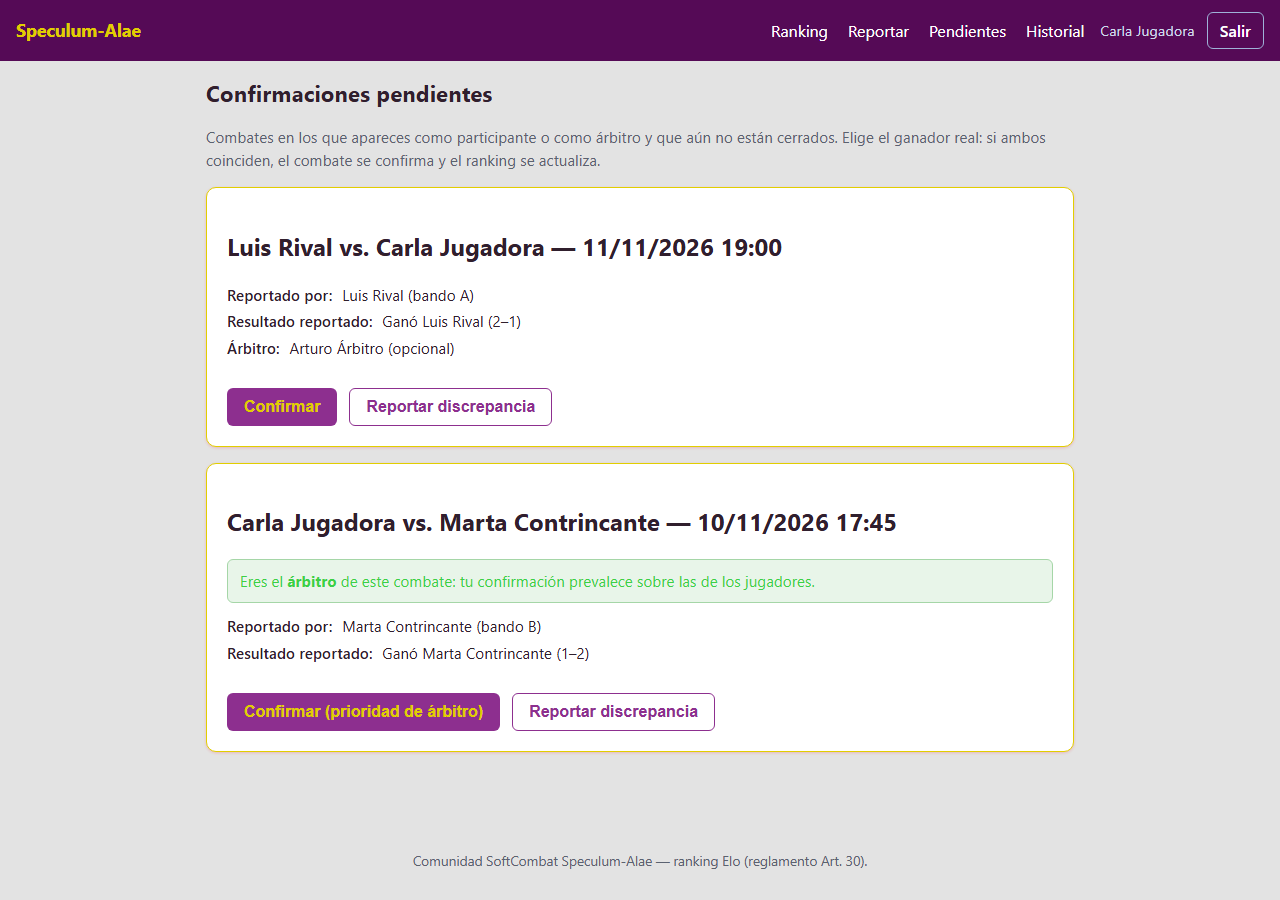 Speculum-Alae
Ranking Reportar Pendientes Historial Carla Jugadora Salir
Confirmaciones pendientes
Combates en los que apareces como participante o como árbitro y que aún no están cerrados. Elige el ganador real: si ambos
coinciden, el combate se confirma y el ranking se actualiza.
Luis Rival vs. Carla Jugadora — 11/11/2026 19:00
Reportado por: Luis Rival (bando A)
Resultado reportado: Ganó Luis Rival (2–1)
Árbitro: Arturo Árbitro (opcional)
Confirmar Reportar discrepancia
Carla Jugadora vs. Marta Contrincante — 10/11/2026 17:45
Eres el árbitro de este combate: tu confirmación prevalece sobre las de los jugadores.
Reportado por: Marta Contrincante (bando B)
Resultado reportado: Ganó Marta Contrincante (1–2)
Confirmar (prioridad de árbitro) Reportar discrepancia
Comunidad SoftCombat Speculum-Alae — ranking Elo (reglamento Art. 30).